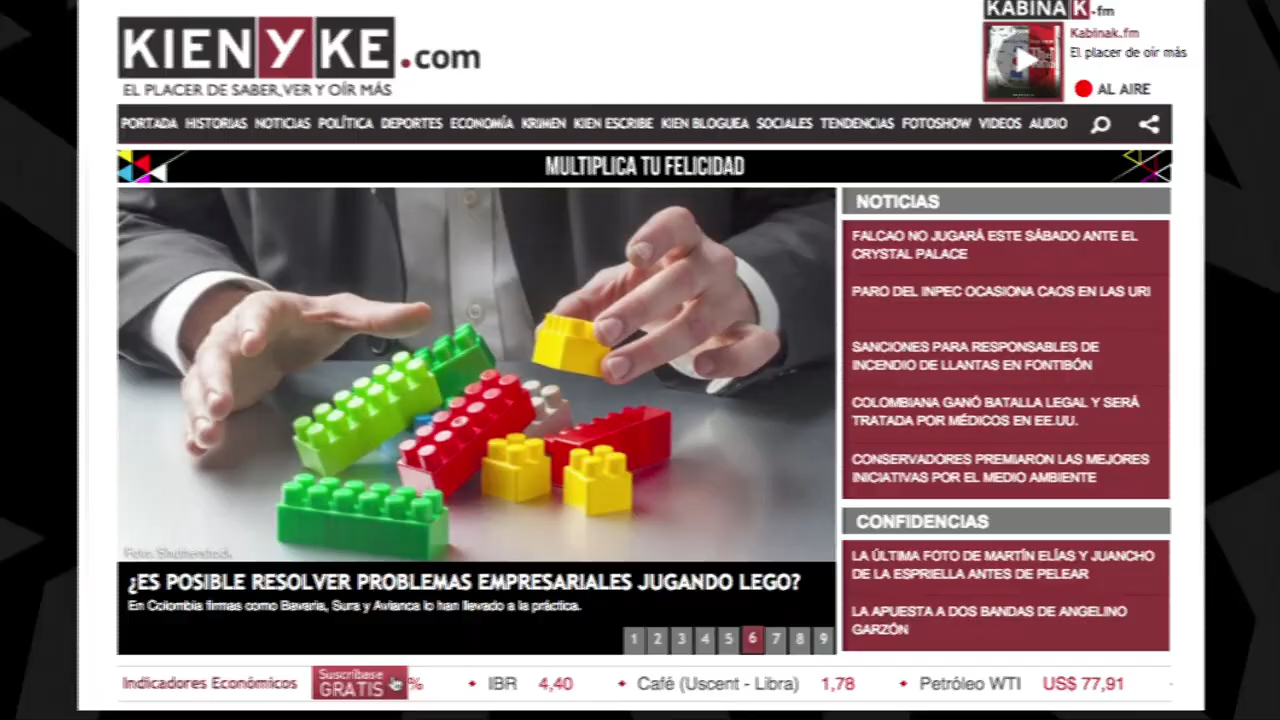 KIENYKE.com
EL PLACER DE SABER, VER Y OÍR MÁS
KABINA K.fm
Kabinak.fm
El placer de oír más
AL AIRE
PORTADA HISTORIAS NOTICIAS POLÍTICA DEPORTES ECONOMÍA KRIMEN KIEN ESCRIBE KIEN BLOGUEA SOCIALES TENDENCIAS FOTOSHOW VIDEOS AUDIO
MULTIPLICA TU FELICIDAD
Foto: Shutterstock
¿ES POSIBLE RESOLVER PROBLEMAS EMPRESARIALES JUGANDO LEGO?
En Colombia firmas como Bavaria, Sura y Avianca lo han llevado a la práctica.
1 2 3 4 5 6 7 8 9
NOTICIAS
FALCAO NO JUGARÁ ESTE SÁBADO ANTE EL
CRYSTAL PALACE
PARO DEL INPEC OCASIONA CAOS EN LAS URI
SANCIONES PARA RESPONSABLES DE
INCENDIO DE LLANTAS EN FONTIBÓN
COLOMBIANA GANÓ BATALLA LEGAL Y SERÁ
TRATADA POR MÉDICOS EN EE.UU.
CONSERVADORES PREMIARON LAS MEJORES
INICIATIVAS POR EL MEDIO AMBIENTE
CONFIDENCIAS
LA ÚLTIMA FOTO DE MARTÍN ELÍAS Y JUANCHO
DE LA ESPRIELLA ANTES DE PELEAR
LA APUESTA A DOS BANDAS DE ANGELINO
GARZÓN
Indicadores Económicos
Suscríbase
GRATIS
% • IBR 4,40 • Café (Uscent - Libra) 1,78 • Petróleo WTI US$ 77,91